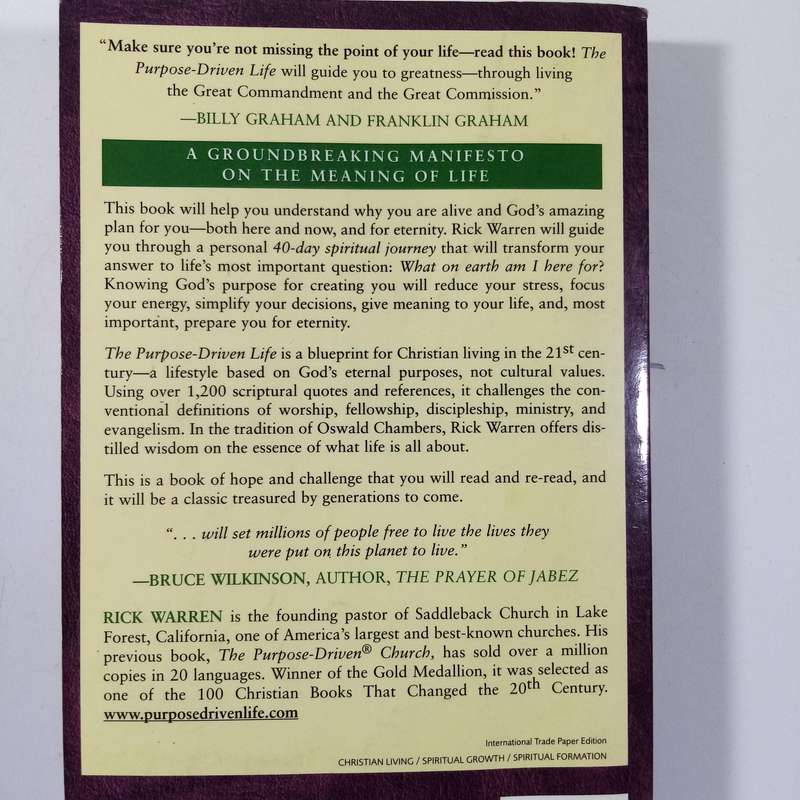 “Make sure you’re not missing the point of your life—read this book! The
Purpose-Driven Life will guide you to greatness—through living
the Great Commandment and the Great Commission.”
—BILLY GRAHAM AND FRANKLIN GRAHAM
A GROUNDBREAKING MANIFESTO
ON THE MEANING OF LIFE
This book will help you understand why you are alive and God’s amazing
plan for you—both here and now, and for eternity. Rick Warren will guide
you through a personal 40-day spiritual journey that will transform your
answer to life’s most important question: What on earth am I here for?
Knowing God’s purpose for creating you will reduce your stress, focus
your energy, simplify your decisions, give meaning to your life, and, most
important, prepare you for eternity.
The Purpose-Driven Life is a blueprint for Christian living in the 21st cen-
tury—a lifestyle based on God’s eternal purposes, not cultural values.
Using over 1,200 scriptural quotes and references, it challenges the con-
ventional definitions of worship, fellowship, discipleship, ministry, and
evangelism. In the tradition of Oswald Chambers, Rick Warren offers dis-
tilled wisdom on the essence of what life is all about.
This is a book of hope and challenge that you will read and re-read, and
it will be a classic treasured by generations to come.
“. . . will set millions of people free to live the lives they
were put on this planet to live.”
—BRUCE WILKINSON, AUTHOR, THE PRAYER OF JABEZ
RICK WARREN is the founding pastor of Saddleback Church in Lake
Forest, California, one of America’s largest and best-known churches. His
previous book, The Purpose-Driven® Church, has sold over a million
copies in 20 languages. Winner of the Gold Medallion, it was selected as
one of the 100 Christian Books That Changed the 20th Century.
www.purposedrivenlife.com
International Trade Paper Edition
CHRISTIAN LIVING / SPIRITUAL GROWTH / SPIRITUAL FORMATION